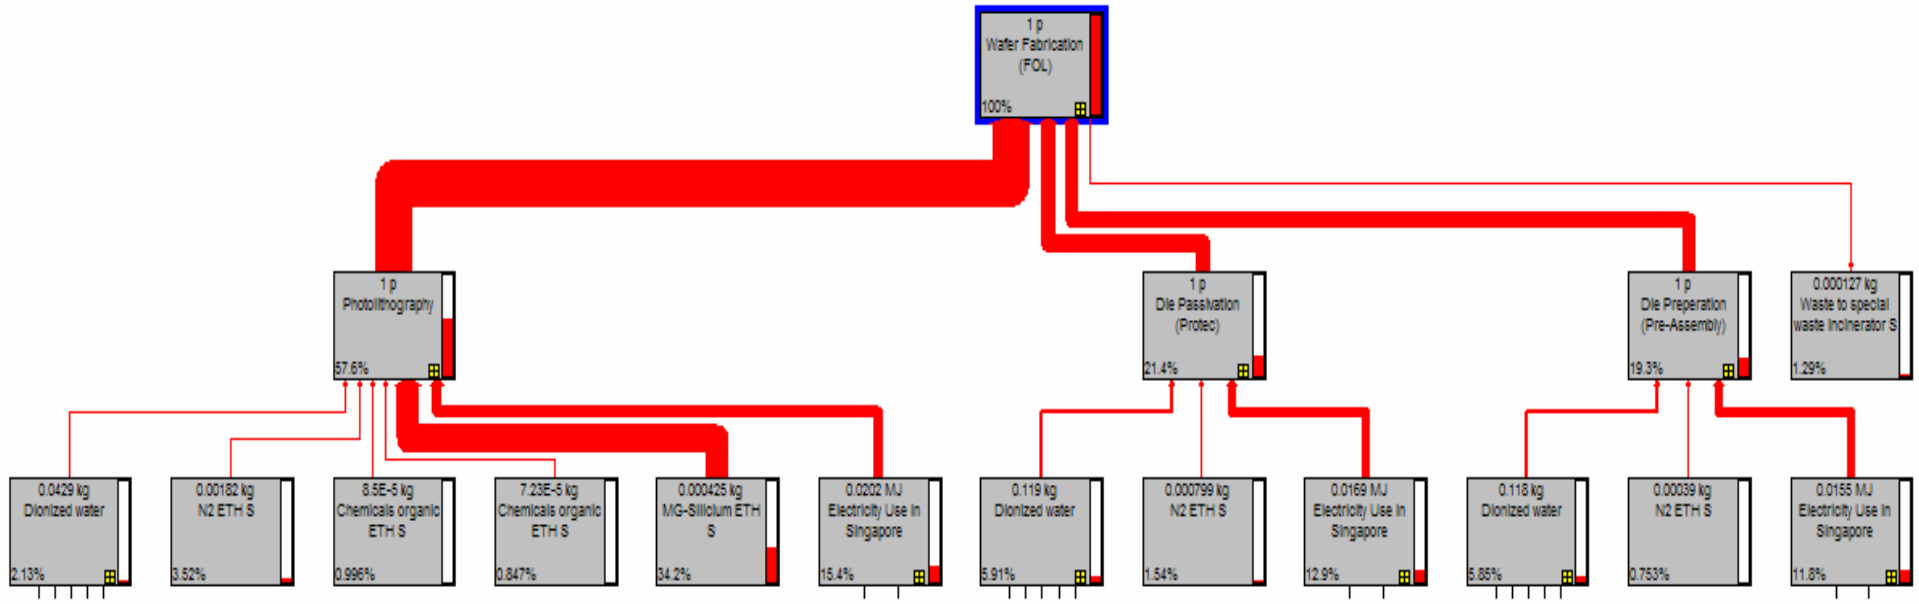 1 p
Wafer Fabrication
(FOL)
100%
1 p
Photolithography
57.6%
1 p
Die Passivation
(Protec)
21.4%
1 p
Die Preperation
(Pre-Assembly)
19.3%
0.000127 kg
Waste to special
waste incinerator S
1.29%
0.0429 kg
Dionized water
2.13%
0.00182 kg
N2 ETH S
3.52%
8.5E-5 kg
Chemicals organic
ETH S
0.996%
7.23E-5 kg
Chemicals organic
ETH S
0.847%
0.000425 kg
MG-Silicium ETH
S
34.2%
0.0202 MJ
Electricity Use in
Singapore
15.4%
0.119 kg
Dionized water
5.91%
0.000799 kg
N2 ETH S
1.54%
0.0169 MJ
Electricity Use in
Singapore
12.9%
0.118 kg
Dionized water
5.85%
0.00039 kg
N2 ETH S
0.753%
0.0155 MJ
Electricity Use in
Singapore
11.8%